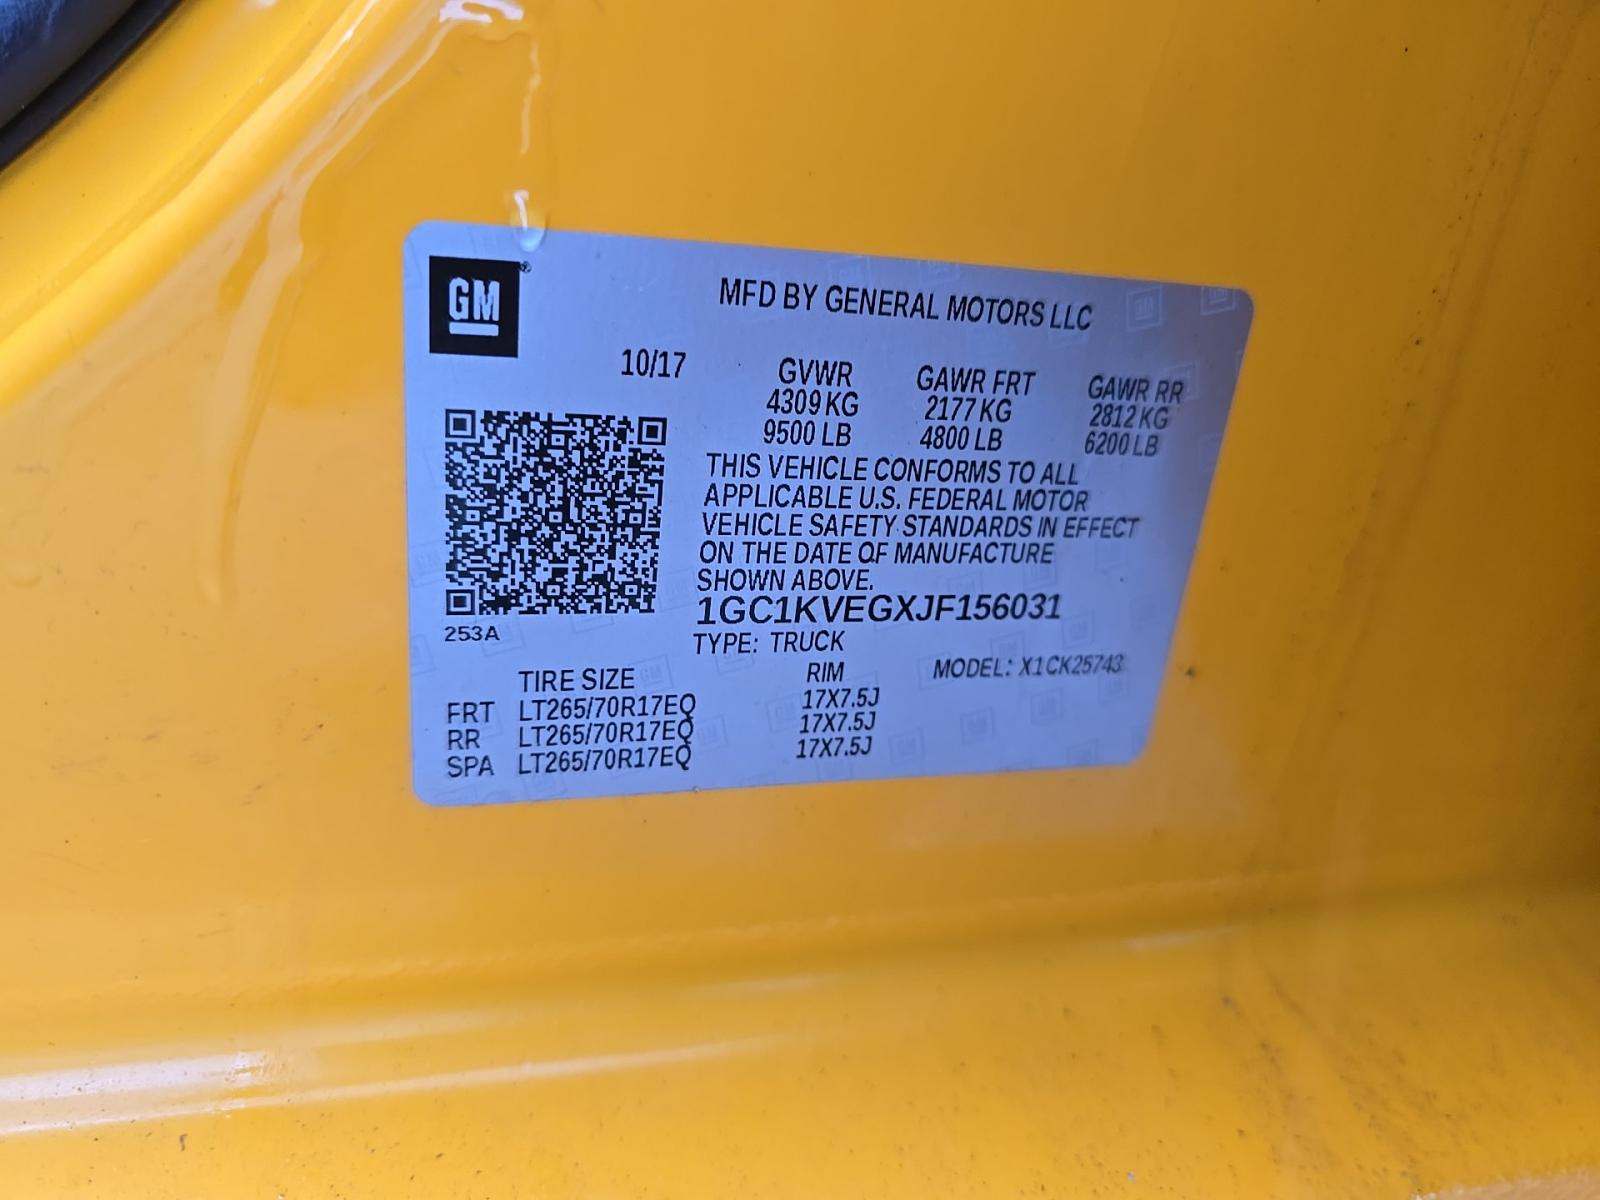 GM ®
MFD BY GENERAL MOTORS LLC
10/17 GVWR GAWR FRT GAWR RR
4309 KG 2177 KG 2812 KG
9500 LB 4800 LB 6200 LB
THIS VEHICLE CONFORMS TO ALL
APPLICABLE U.S. FEDERAL MOTOR
VEHICLE SAFETY STANDARDS IN EFFECT
ON THE DATE OF MANUFACTURE
SHOWN ABOVE.
1GC1KVEGXJF156031
253A
TYPE: TRUCK
TIRE SIZE RIM MODEL: X1CK25743
FRT LT265/70R17EQ 17X7.5J
RR LT265/70R17EQ 17X7.5J
SPA LT265/70R17EQ 17X7.5J